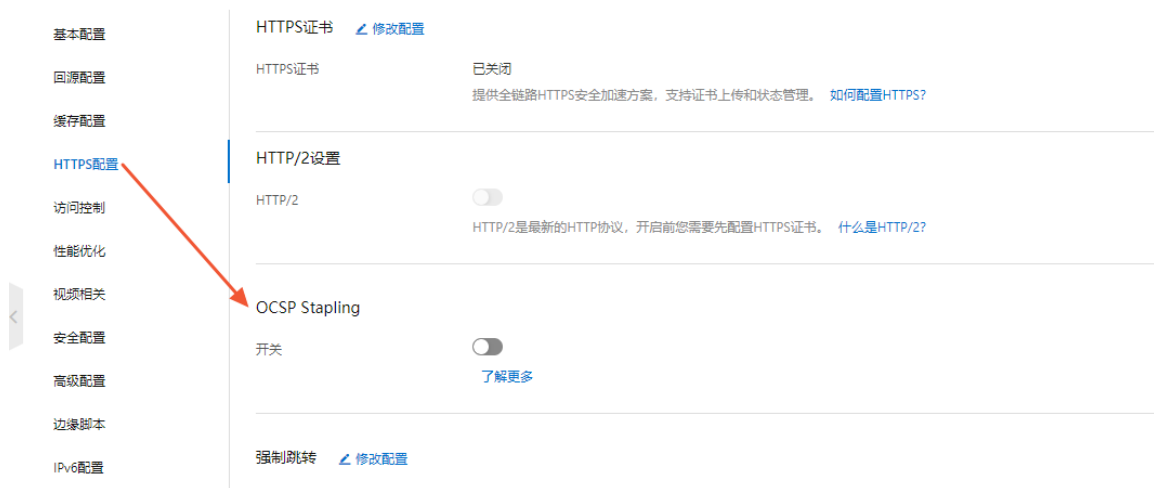 基本配置
回源配置
缓存配置
HTTPS配置
访问控制
性能优化
视频相关
安全配置
高级配置
边缘脚本
IPv6配置
HTTPS证书 修改配置
HTTPS证书 已关闭
提供全链路HTTPS安全加速方案，支持证书上传和状态管理。 如何配置HTTPS?
HTTP/2设置
HTTP/2
HTTP/2是最新的HTTP协议，开启前您需要先配置HTTPS证书。 什么是HTTP/2?
OCSP Stapling
开关
了解更多
强制跳转 修改配置